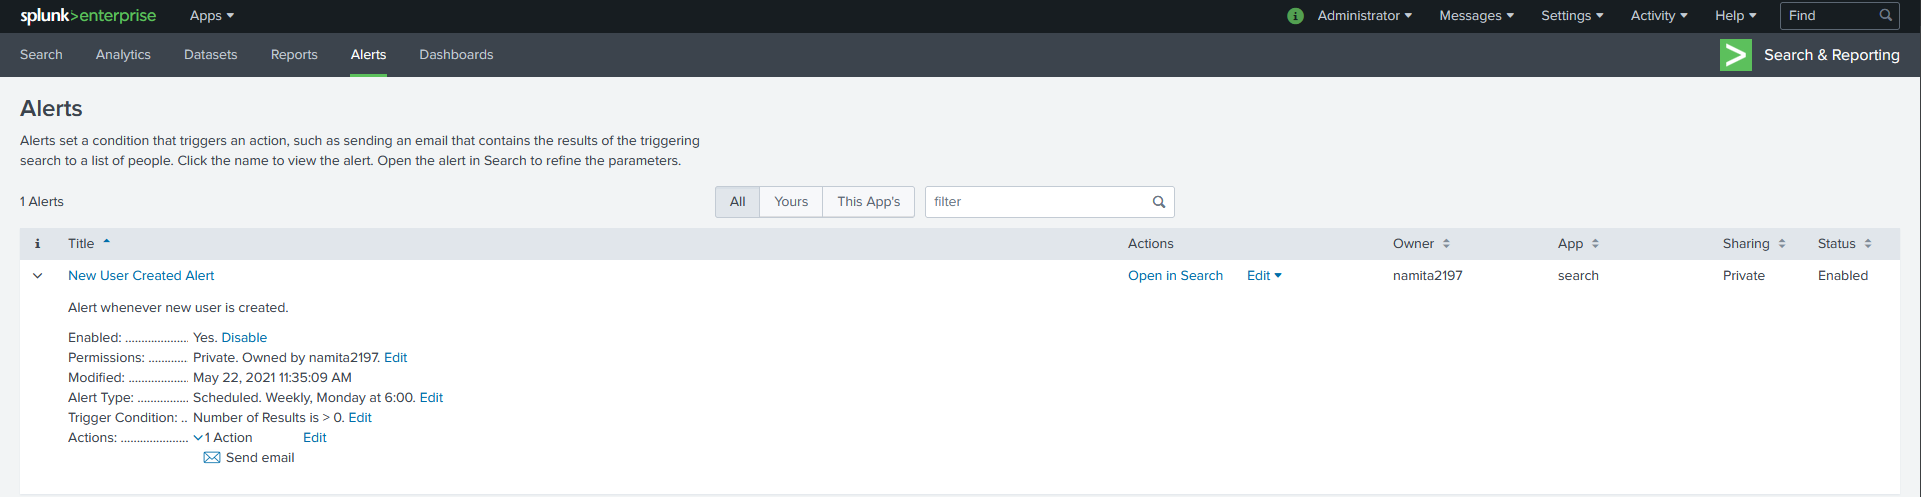 splunk>enterprise Apps Administrator Messages Settings Activity Help Find
Search Analytics Datasets Reports Alerts Dashboards Search & Reporting
Alerts
Alerts set a condition that triggers an action, such as sending an email that contains the results of the triggering
search to a list of people. Click the name to view the alert. Open the alert in Search to refine the parameters.
1 Alerts All Yours This App's filter
i Title Actions Owner App Sharing Status
New User Created Alert Open in Search Edit namita2197 search Private Enabled
Alert whenever new user is created.
Enabled: ................... Yes. Disable
Permissions: ............ Private. Owned by namita2197. Edit
Modified: .................. May 22, 2021 11:35:09 AM
Alert Type: ............... Scheduled. Weekly, Monday at 6:00. Edit
Trigger Condition: .. Number of Results is > 0. Edit
Actions: .................... 1 Action Edit
Send email